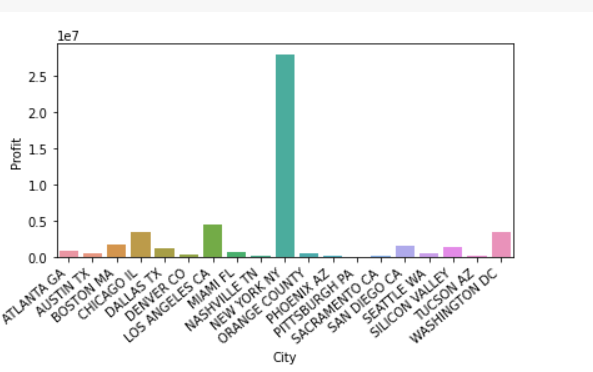 1e7
2.5
2.0
1.5
1.0
0.5
0.0
Profit
ATLANTA GA
AUSTIN TX
BOSTON MA
CHICAGO IL
DALLAS TX
DENVER CO
LOS ANGELES CA
MIAMI FL
NASHVILLE TN
NEW YORK NY
ORANGE COUNTY
PHOENIX AZ
PITTSBURGH PA
SACRAMENTO CA
SAN DIEGO CA
SEATTLE WA
SILICON VALLEY
TUCSON AZ
WASHINGTON DC
City